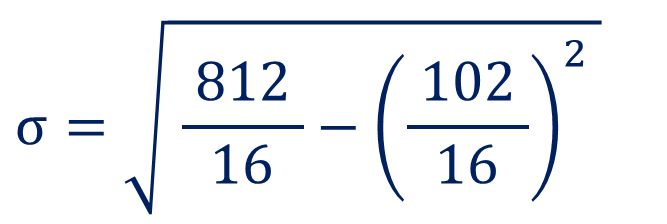 σ = √(812/16 − (102/16)²)